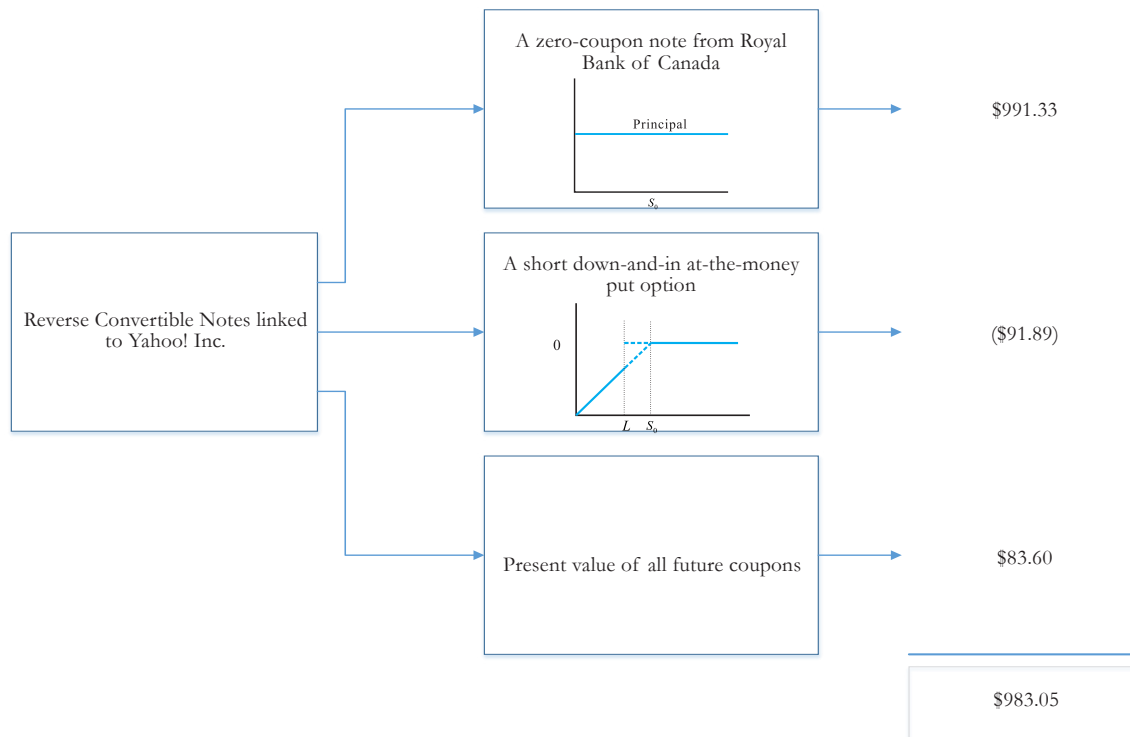 A zero-coupon note from Royal
Bank of Canada
Principal
S₀
$991.33
Reverse Convertible Notes linked
to Yahoo! Inc.
A short down-and-in at-the-money
put option
0
L S₀
($91.89)
Present value of all future coupons
$83.60
$983.05